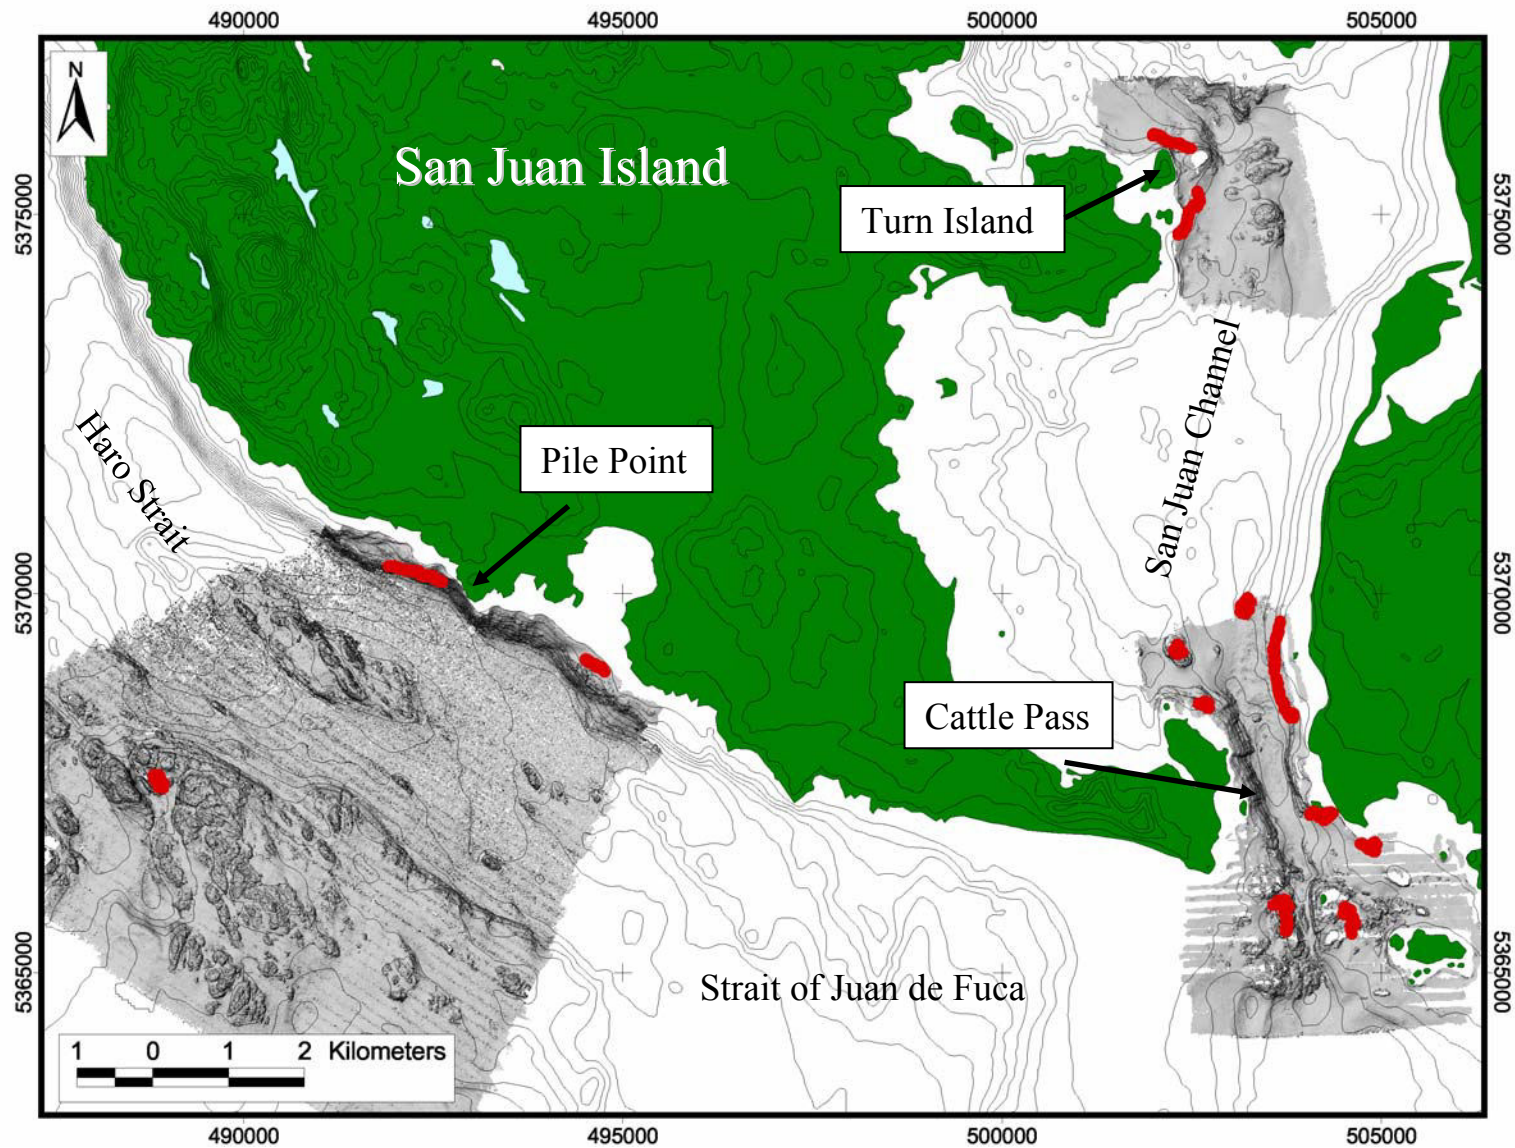 490000 495000 500000 505000
N
San Juan Island
5375000
5375000
Turn Island
San Juan Channel
Haro Strait
Pile Point
5370000
5370000
Cattle Pass
5365000
5365000
Strait of Juan de Fuca
1 0 1 2 Kilometers
490000 495000 500000 505000